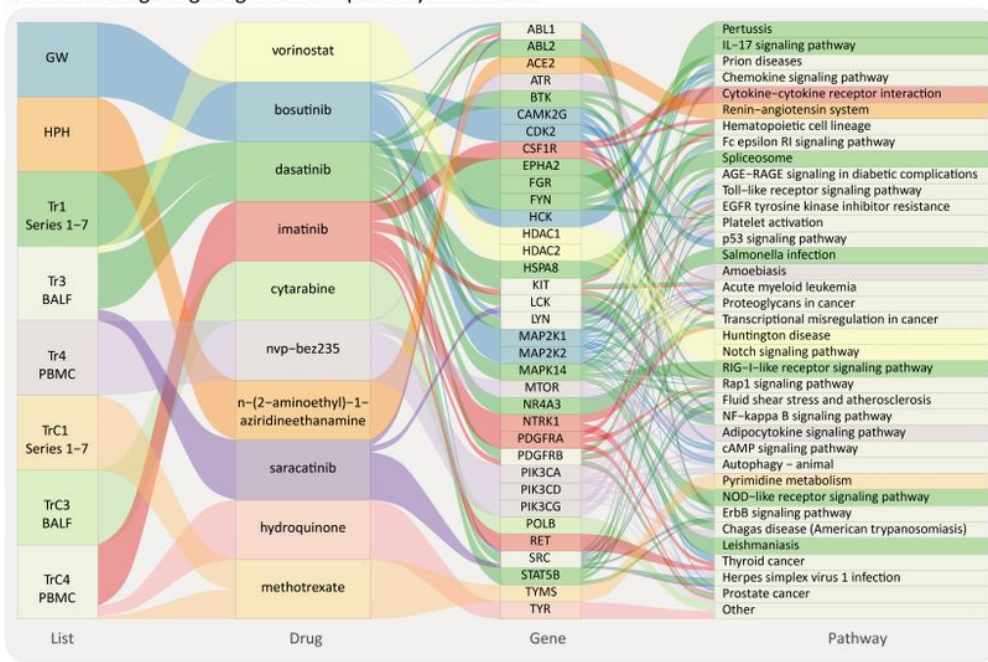 GW
HPH
Tr1
Series 1−7
Tr3
BALF
Tr4
PBMC
TrC1
Series 1−7
TrC3
BALF
TrC4
PBMC
List
vorinostat
bosutinib
dasatinib
imatinib
cytarabine
nvp−bez235
n−(2−aminoethyl)−1−
aziridineethanamine
saracatinib
hydroquinone
methotrexate
Drug
ABL1
ABL2
ACE2
ATR
BTK
CAMK2G
CDK2
CSF1R
EPHA2
FGR
FYN
HCK
HDAC1
HDAC2
HSPA8
KIT
LCK
LYN
MAP2K1
MAP2K2
MAPK14
MTOR
NR4A3
NTRK1
PDGFRA
PDGFRB
PIK3CA
PIK3CD
PIK3CG
POLB
RET
SRC
STAT5B
TYMS
TYR
Gene
Pertussis
IL−17 signaling pathway
Prion diseases
Chemokine signaling pathway
Cytokine−cytokine receptor interaction
Renin−angiotensin system
Hematopoietic cell lineage
Fc epsilon RI signaling pathway
Spliceosome
AGE−RAGE signaling in diabetic complications
Toll−like receptor signaling pathway
EGFR tyrosine kinase inhibitor resistance
Platelet activation
p53 signaling pathway
Salmonella infection
Amoebiasis
Acute myeloid leukemia
Proteoglycans in cancer
Transcriptional misregulation in cancer
Huntington disease
Notch signaling pathway
RIG−I−like receptor signaling pathway
Rap1 signaling pathway
Fluid shear stress and atherosclerosis
NF−kappa B signaling pathway
Adipocytokine signaling pathway
cAMP signaling pathway
Autophagy − animal
Pyrimidine metabolism
NOD−like receptor signaling pathway
ErbB signaling pathway
Chagas disease (American trypanosomiasis)
Leishmaniasis
Thyroid cancer
Herpes simplex virus 1 infection
Prostate cancer
Other
Pathway